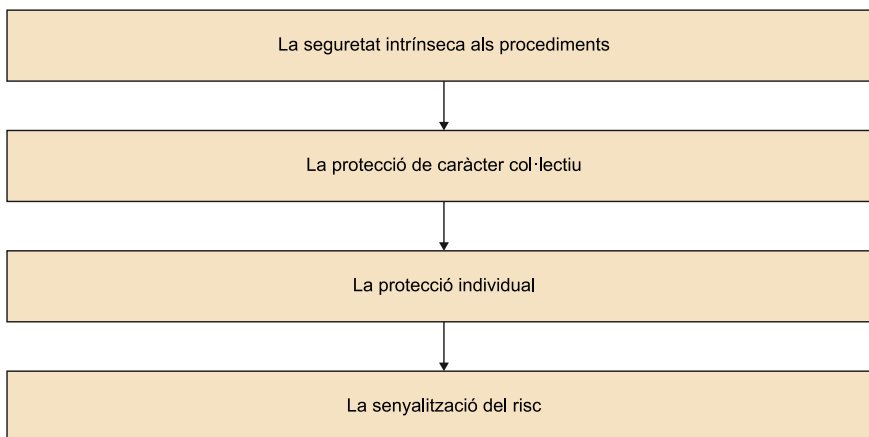 La seguretat intrínseca als procediments
La protecció de caràcter col·lectiu
La protecció individual
La senyalització del risc